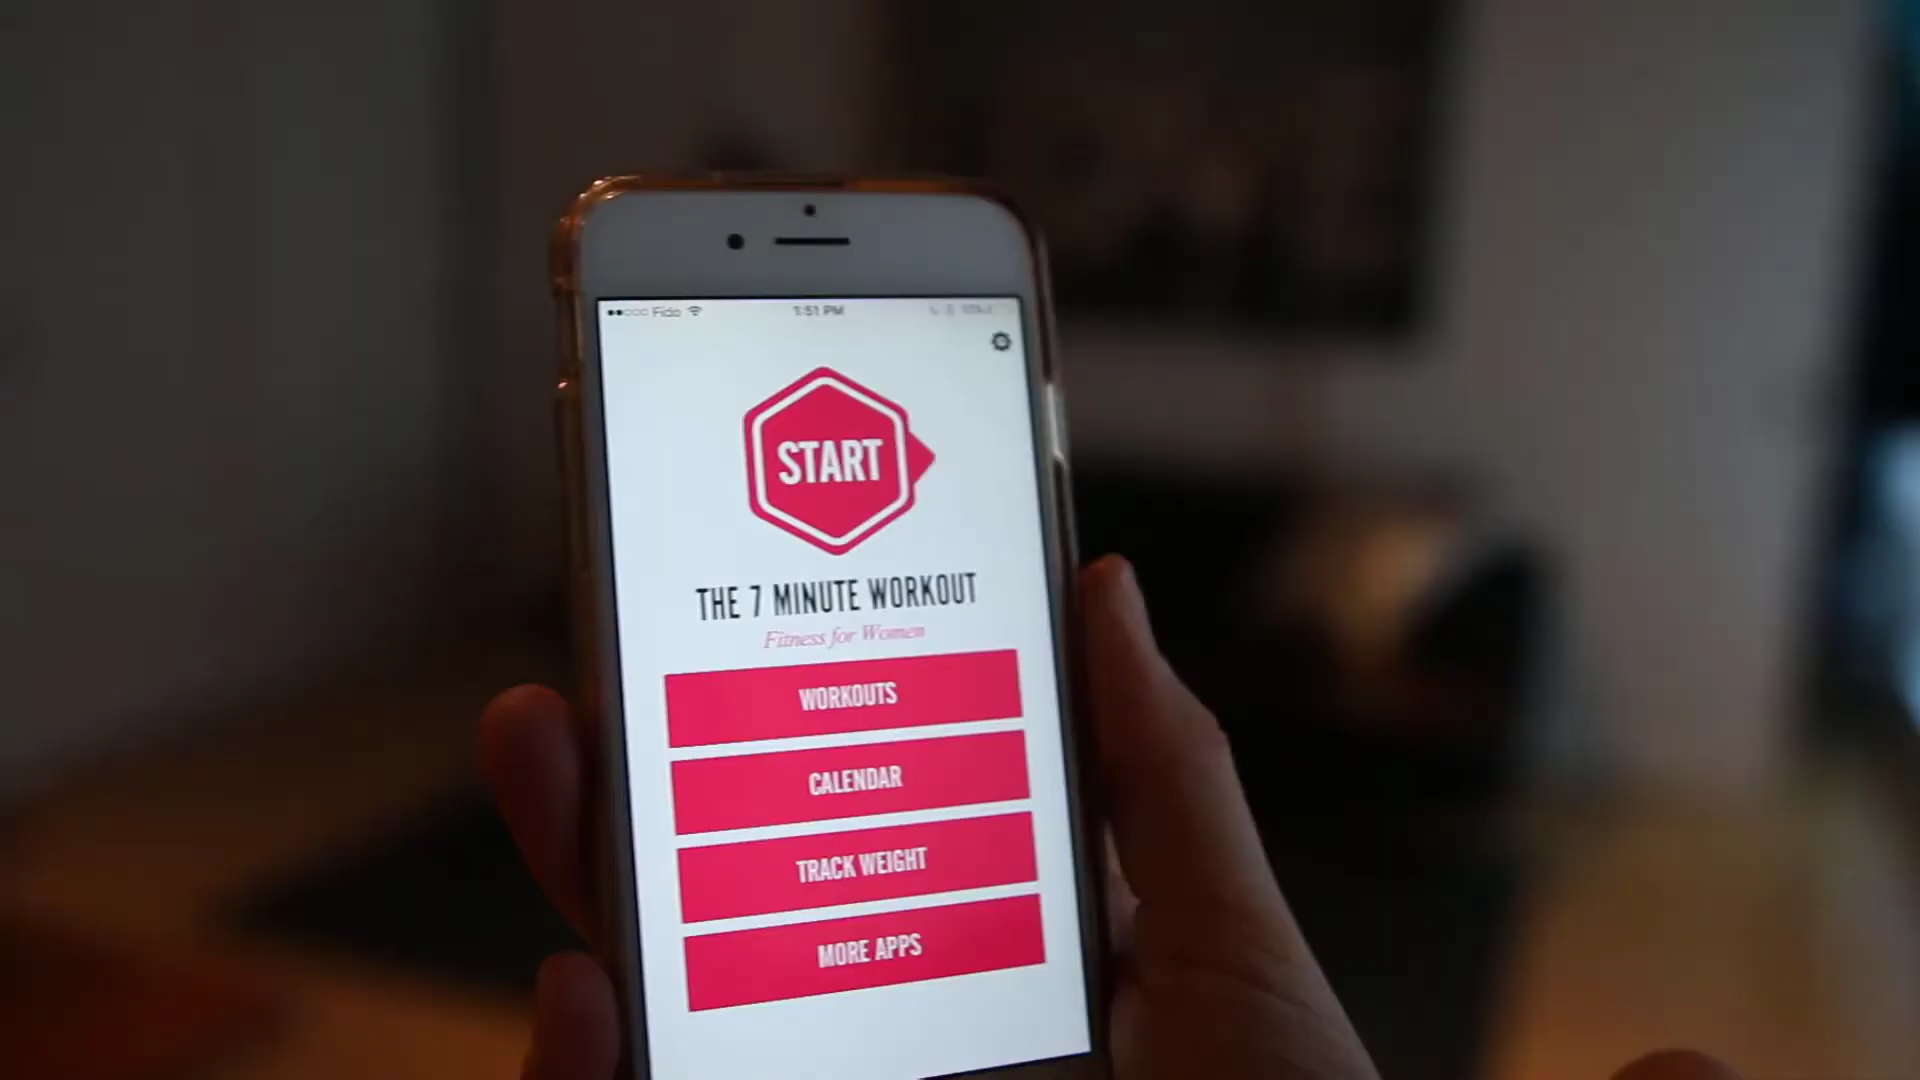 Fido 1:51 PM
START
THE 7 MINUTE WORKOUT
Fitness for Women
WORKOUTS
CALENDAR
TRACK WEIGHT
MORE APPS